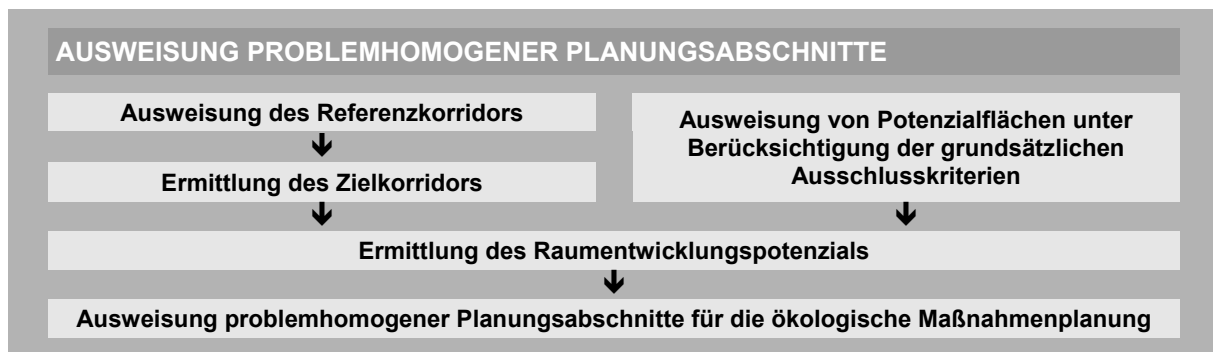 AUSWEISUNG PROBLEMHOMOGENER PLANUNGSABSCHNITTE
Ausweisung des Referenzkorridors
Ermittlung des Zielkorridors
Ausweisung von Potenzialflächen unter
Berücksichtigung der grundsätzlichen
Ausschlusskriterien
Ermittlung des Raumentwicklungspotenzials
Ausweisung problemhomogener Planungsabschnitte für die ökologische Maßnahmenplanung